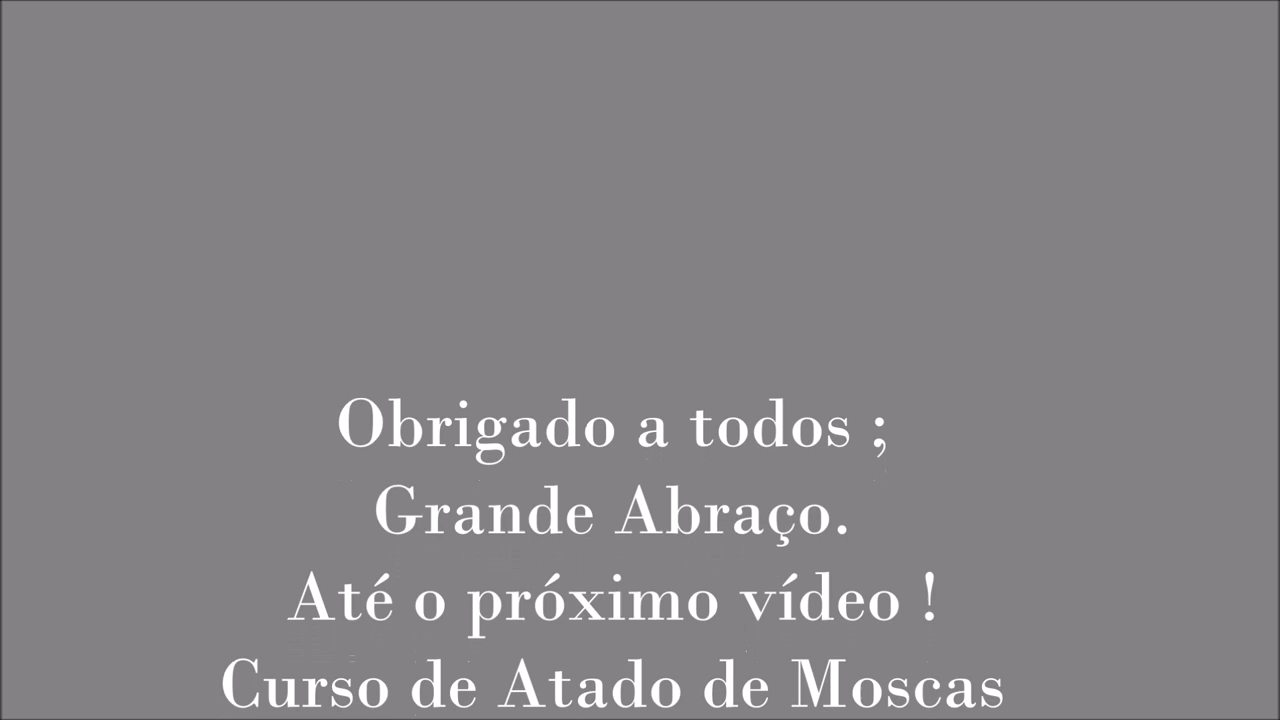 Obrigado a todos ;
Grande Abraço.
Até o próximo vídeo !
Curso de Atado de Moscas